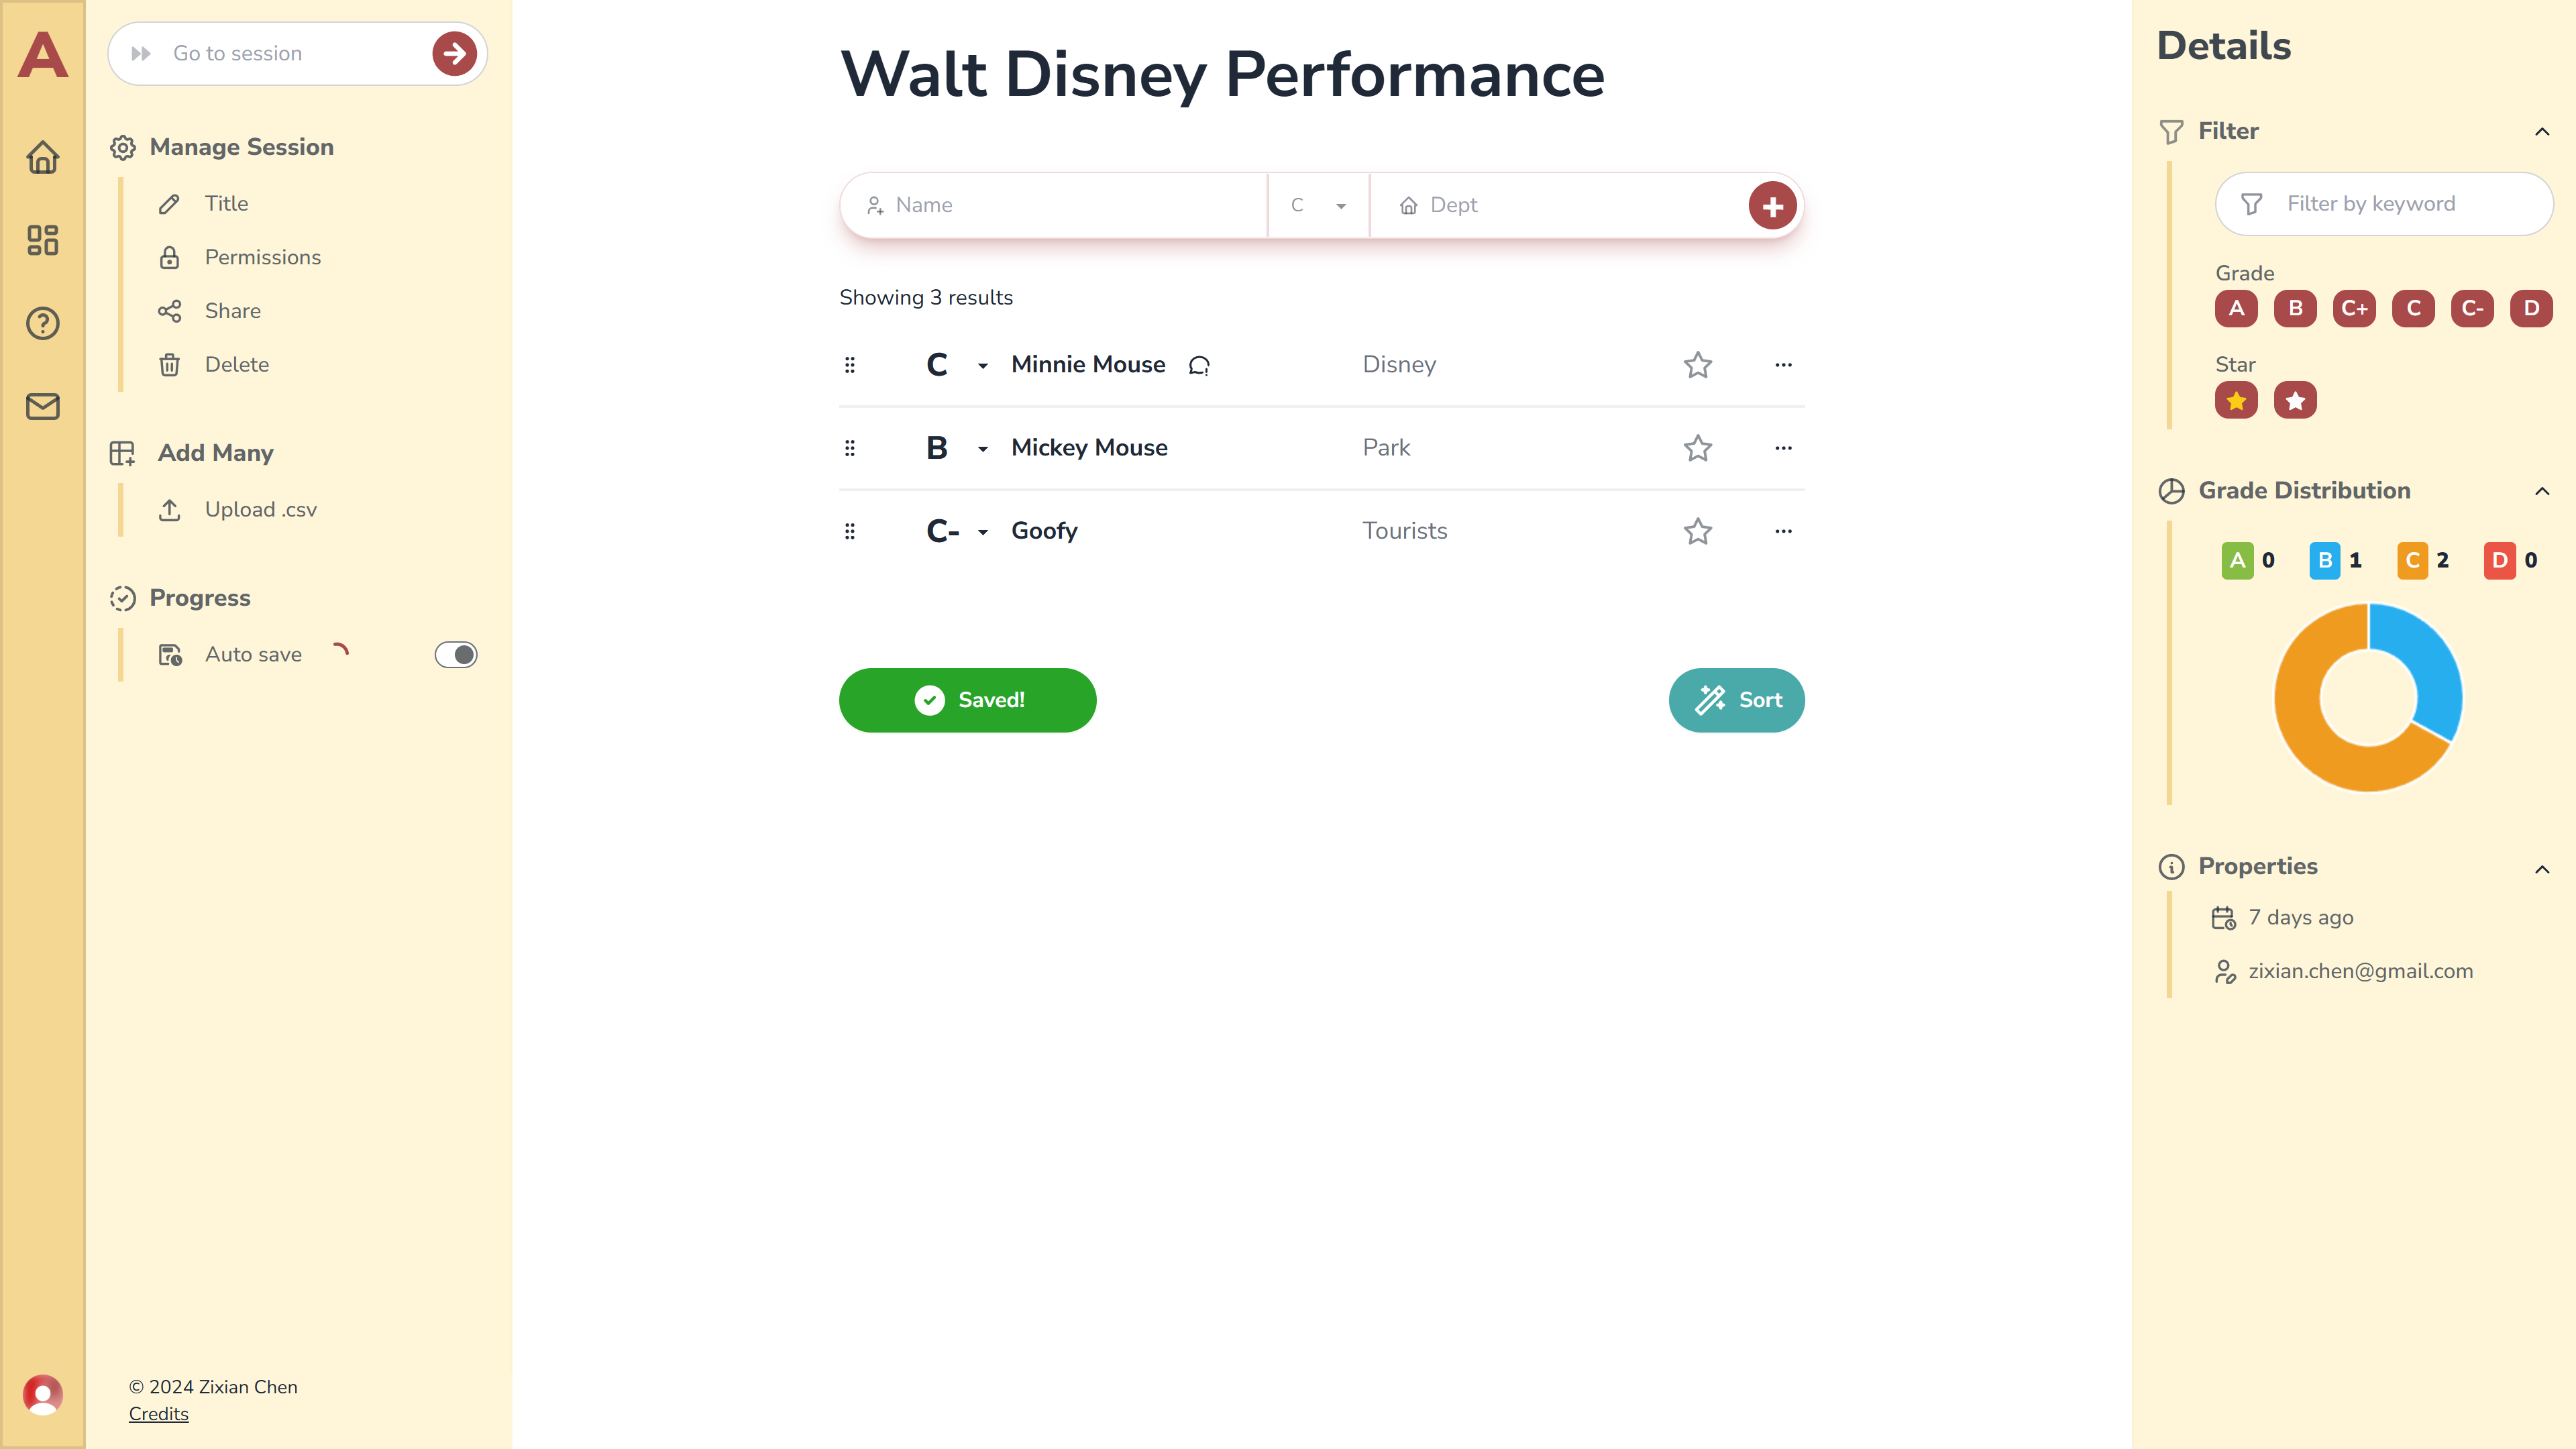 A
Go to session
Manage Session
Title
Permissions
Share
Delete
Add Many
Upload .csv
Progress
Auto save
© 2024 Zixian Chen
Credits
Walt Disney Performance
Name
C
Dept
Showing 3 results
C Minnie Mouse Disney
B Mickey Mouse Park
C- Goofy Tourists
Saved!
Sort
Details
Filter
Filter by keyword
Grade
A B C+ C C- D
Star
Grade Distribution
A 0 B 1 C 2 D 0
Properties
7 days ago
zixian.chen@gmail.com